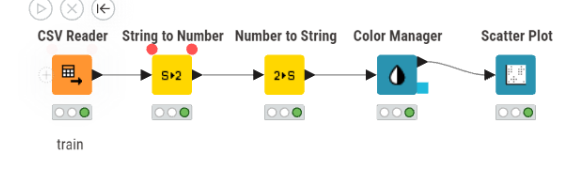 CSV Reader
String to Number
Number to String
Color Manager
Scatter Plot
S▸2
2▸S
train